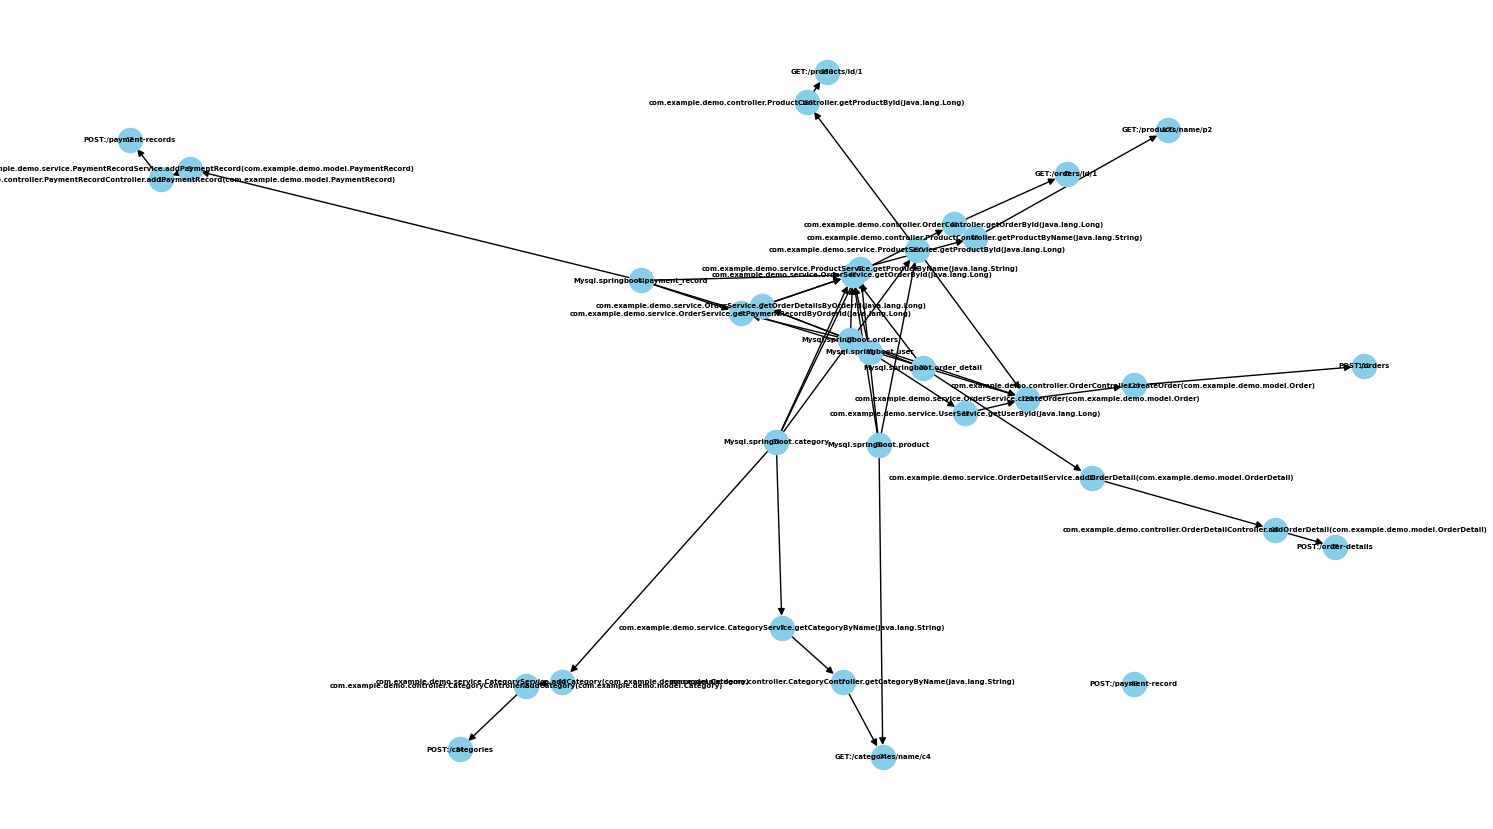 GET:/products/id/1
com.example.demo.controller.ProductController.getProductById(java.lang.Long)
GET:/products/name/p2
POST:/payment-records
mple.demo.service.PaymentRecordService.addPaymentRecord(com.example.demo.model.PaymentRecord)
o.controller.PaymentRecordController.addPaymentRecord(com.example.demo.model.PaymentRecord)
GET:/orders/id/1
com.example.demo.controller.OrderController.getOrderById(java.lang.Long)
com.example.demo.controller.ProductController.getProductByName(java.lang.String)
com.example.demo.service.ProductService.getProductById(java.lang.Long)
com.example.demo.service.ProductService.getProductByName(java.lang.String)
com.example.demo.service.OrderService.getOrderById(java.lang.Long)
Mysql.springboot.payment_record
com.example.demo.service.OrderService.getOrderDetailsByOrderId(java.lang.Long)
com.example.demo.service.OrderService.getPaymentRecordByOrderId(java.lang.Long)
Mysql.springboot.orders
Mysql.springboot.user
Mysql.springboot.order_detail
POST:/orders
com.example.demo.controller.OrderController.createOrder(com.example.demo.model.Order)
com.example.demo.service.OrderService.createOrder(com.example.demo.model.Order)
com.example.demo.service.UserService.getUserById(java.lang.Long)
Mysql.springboot.category
Mysql.springboot.product
com.example.demo.service.OrderDetailService.addOrderDetail(com.example.demo.model.OrderDetail)
com.example.demo.controller.OrderDetailController.addOrderDetail(com.example.demo.model.OrderDetail)
POST:/order-details
com.example.demo.service.CategoryService.getCategoryByName(java.lang.String)
com.example.demo.service.CategoryService.addCategory(com.example.demo.model.Category)
com.example.demo.controller.CategoryController.getCategoryByName(java.lang.String)
com.example.demo.controller.CategoryController.addCategory(com.example.demo.model.Category)
POST:/payment-record
POST:/categories
GET:/categories/name/c4